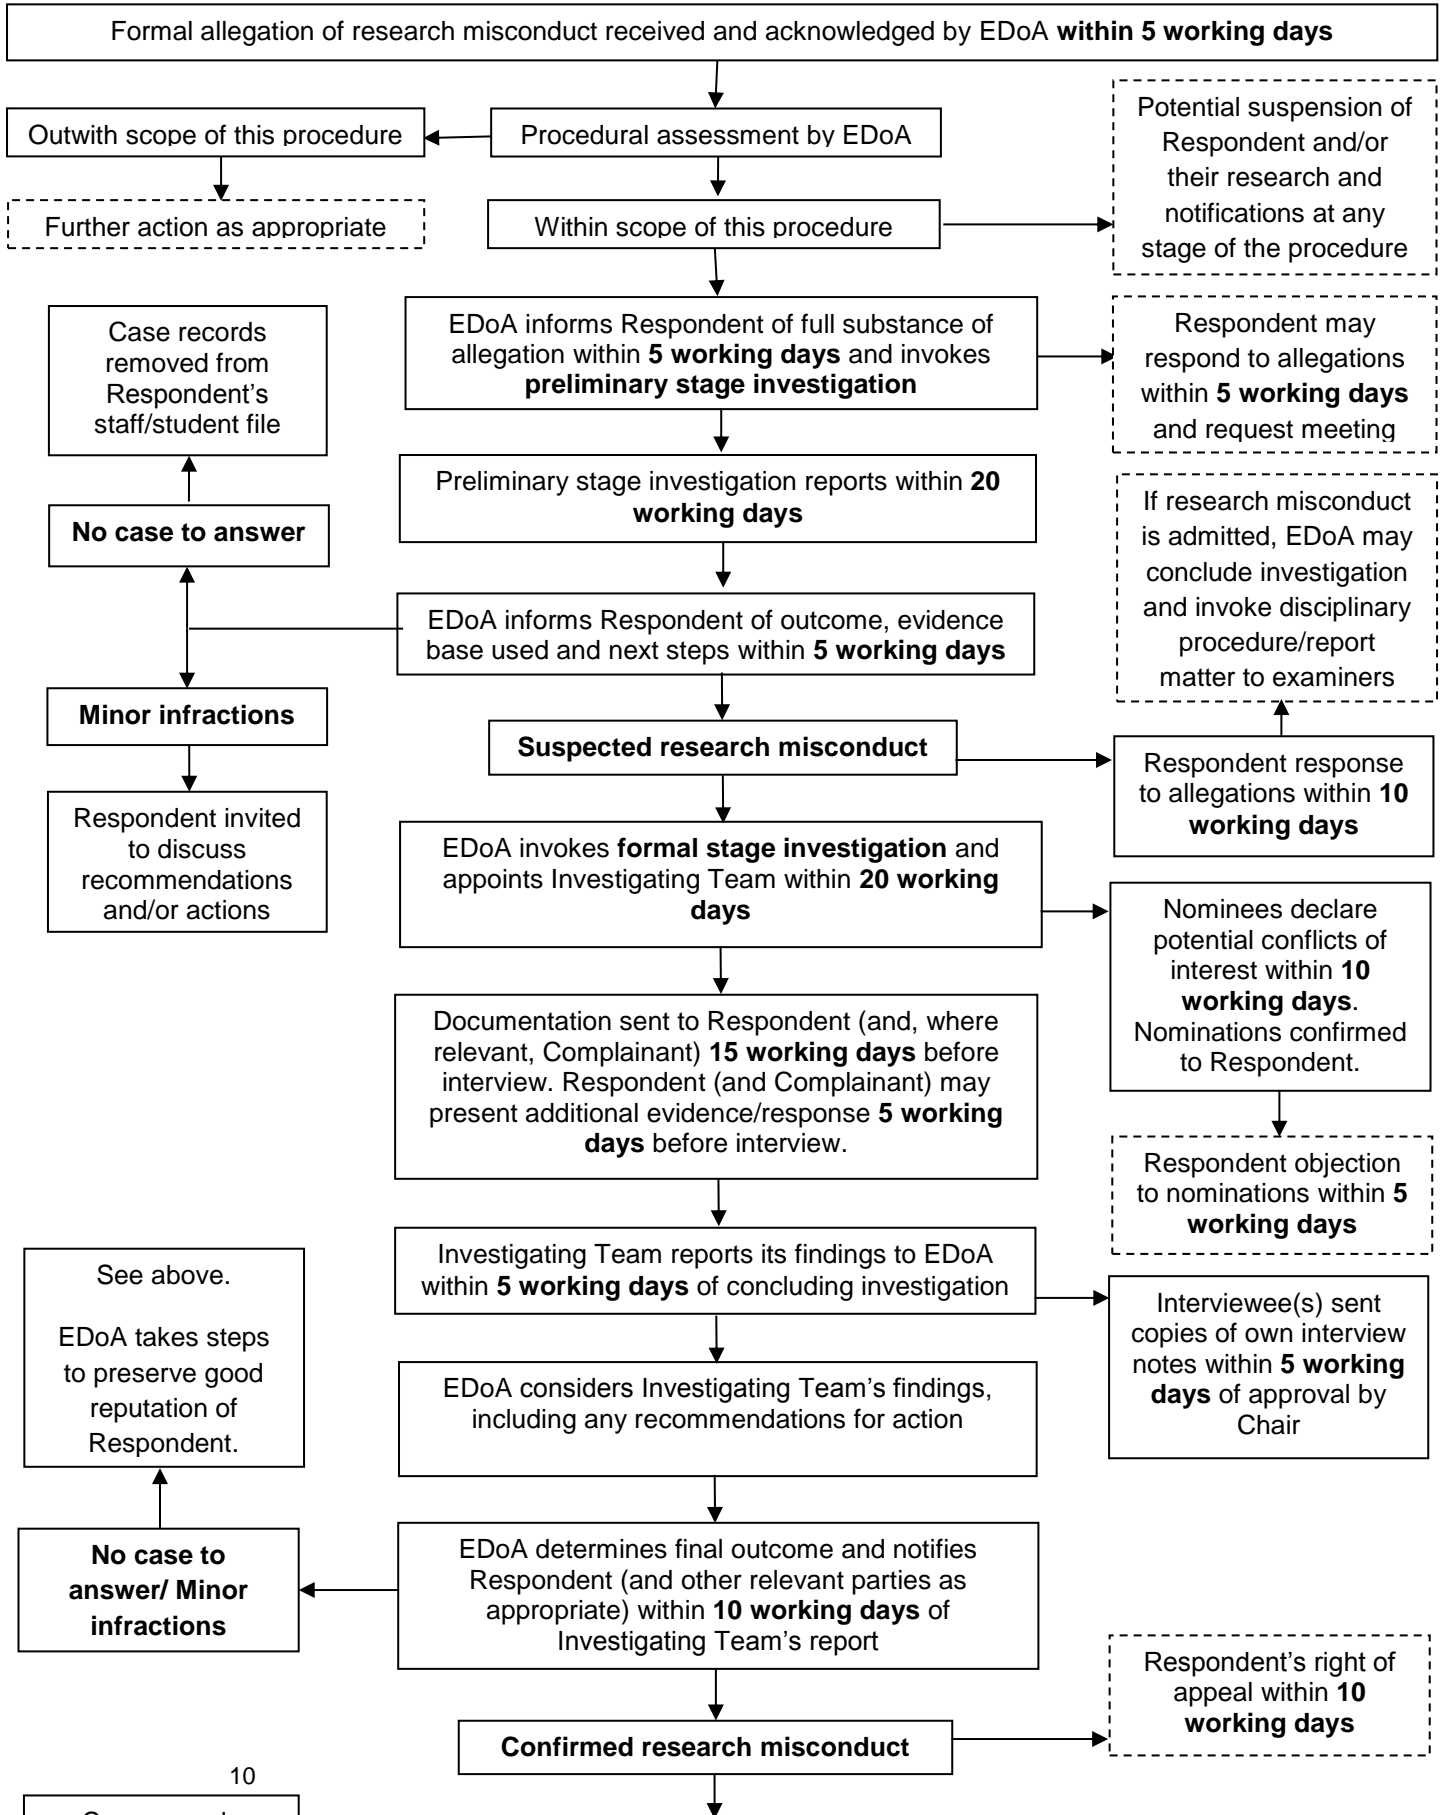 Formal allegation of research misconduct received and acknowledged by EDoA within 5 working days
Outwith scope of this procedure
Procedural assessment by EDoA
Potential suspension of
Respondent and/or
their research and
notifications at any
stage of the procedure
Further action as appropriate
Within scope of this procedure
Case records
removed from
Respondent's
staff/student file
EDoA informs Respondent of full substance of
allegation within 5 working days and invokes
preliminary stage investigation
Respondent may
respond to allegations
within 5 working days
and request meeting
Preliminary stage investigation reports within 20
working days
No case to answer
If research misconduct
is admitted, EDoA may
conclude investigation
and invoke disciplinary
procedure/report
matter to examiners
EDoA informs Respondent of outcome, evidence
base used and next steps within 5 working days
Minor infractions
Suspected research misconduct
Respondent response
to allegations within 10
working days
Respondent invited
to discuss
recommendations
and/or actions
EDoA invokes formal stage investigation and
appoints Investigating Team within 20 working
days
Nominees declare
potential conflicts of
interest within 10
working days.
Nominations confirmed
to Respondent.
Documentation sent to Respondent (and, where
relevant, Complainant) 15 working days before
interview. Respondent (and Complainant) may
present additional evidence/response 5 working
days before interview.
Respondent objection
to nominations within 5
working days
Investigating Team reports its findings to EDoA
within 5 working days of concluding investigation
See above.
EDoA takes steps
to preserve good
reputation of
Respondent.
Interviewee(s) sent
copies of own interview
notes within 5 working
days of approval by
Chair
EDoA considers Investigating Team's findings,
including any recommendations for action
No case to
answer/ Minor
infractions
EDoA determines final outcome and notifies
Respondent (and other relevant parties as
appropriate) within 10 working days of
Investigating Team's report
Respondent's right of
appeal within 10
working days
Confirmed research misconduct
10